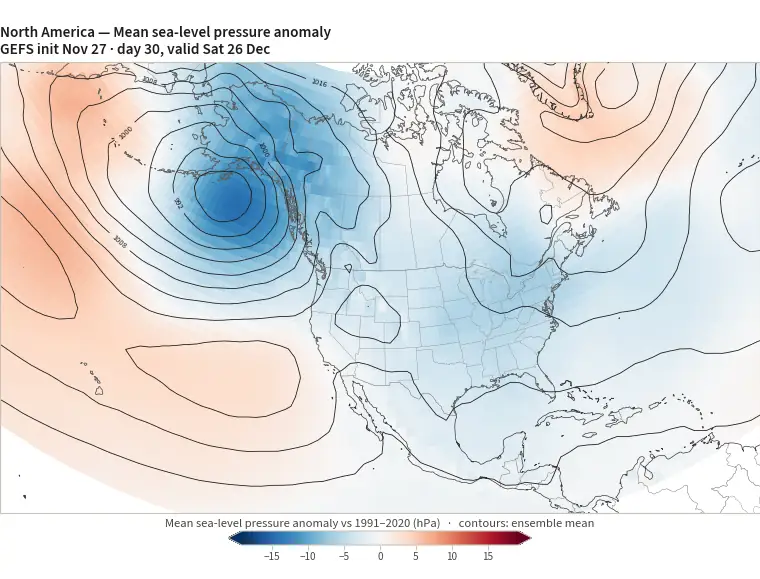 North America — Mean sea-level pressure anomaly
GEFS init Nov 27 · day 30, valid Sat 26 Dec
1008
1016
1000
1000
992
1008
Mean sea-level pressure anomaly vs 1991–2020 (hPa) · contours: ensemble mean
−15 −10 −5 0 5 10 15